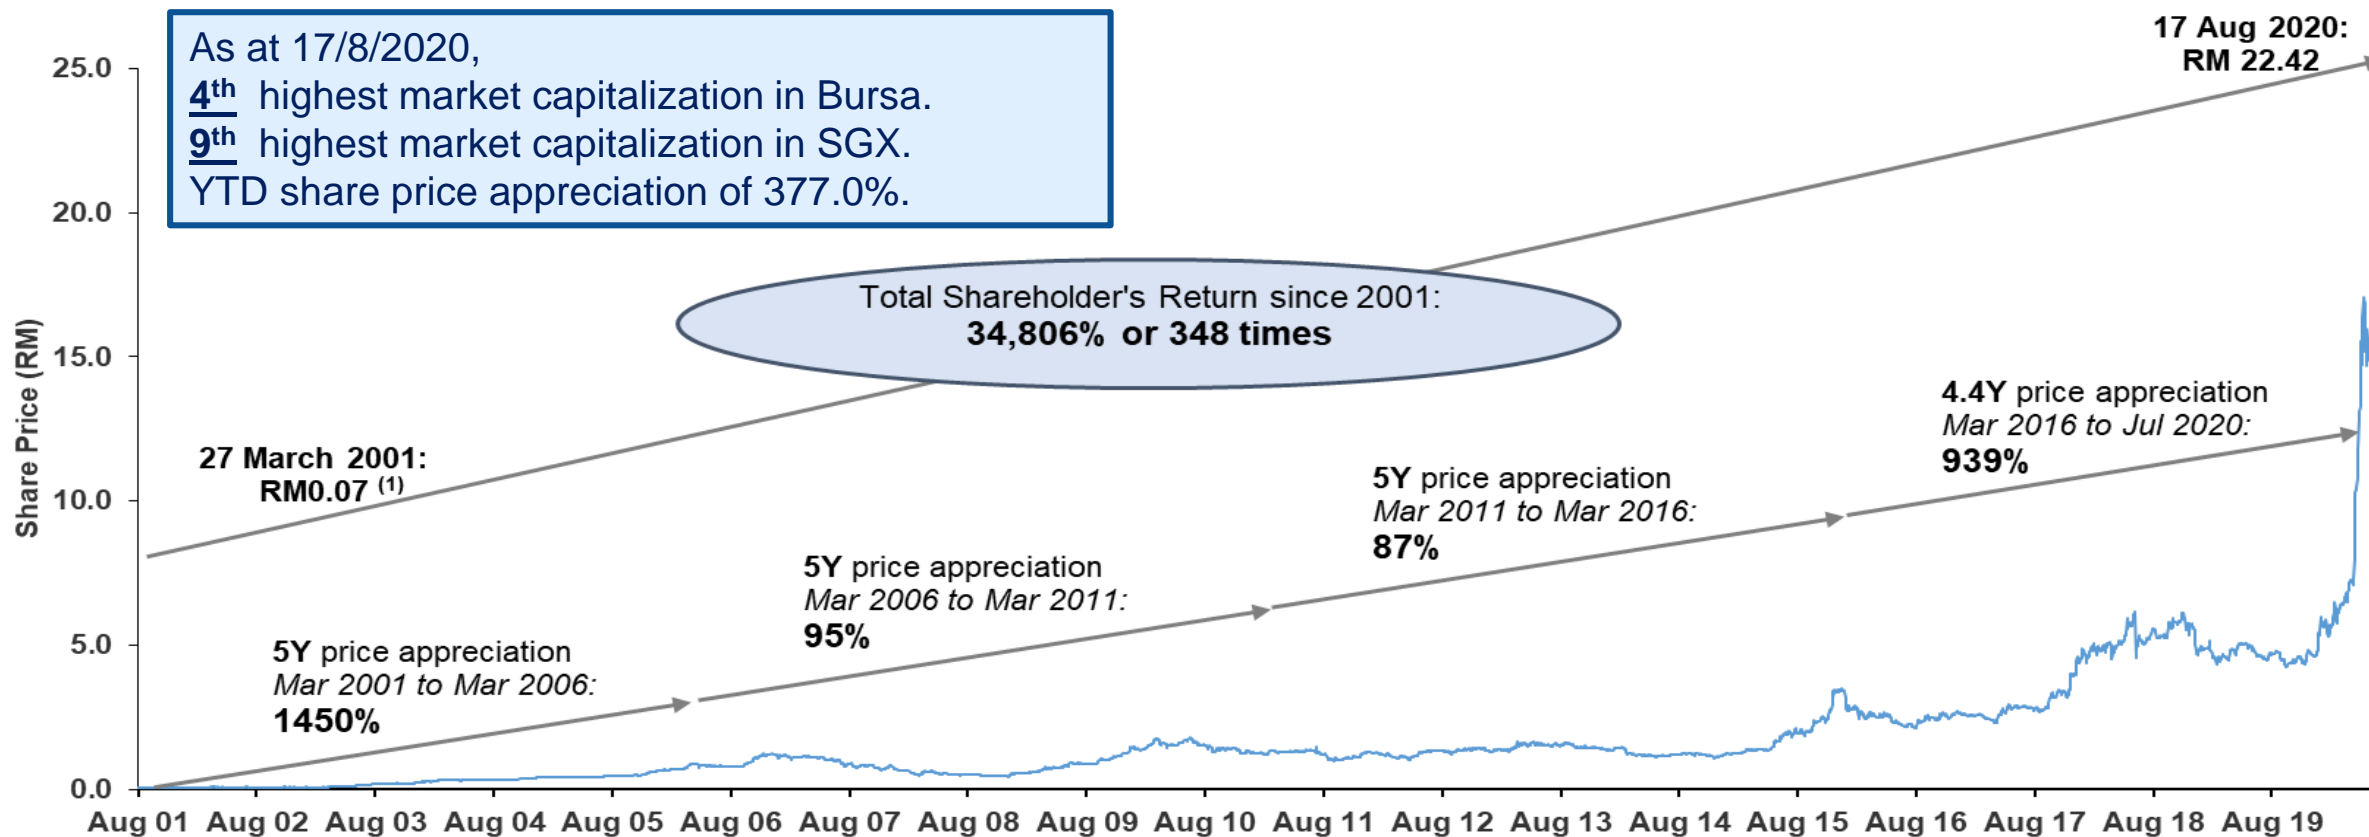 As at 17/8/2020,
4th highest market capitalization in Bursa.
9th highest market capitalization in SGX.
YTD share price appreciation of 377.0%.
17 Aug 2020:
RM 22.42
Total Shareholder's Return since 2001:
34,806% or 348 times
27 March 2001:
RM0.07 (1)
5Y price appreciation
Mar 2001 to Mar 2006:
1450%
5Y price appreciation
Mar 2006 to Mar 2011:
95%
5Y price appreciation
Mar 2011 to Mar 2016:
87%
4.4Y price appreciation
Mar 2016 to Jul 2020:
939%
Share Price (RM)
25.0
20.0
15.0
10.0
5.0
0.0
Aug 01 Aug 02 Aug 03 Aug 04 Aug 05 Aug 06 Aug 07 Aug 08 Aug 09 Aug 10 Aug 11 Aug 12 Aug 13 Aug 14 Aug 15 Aug 16 Aug 17 Aug 18 Aug 19